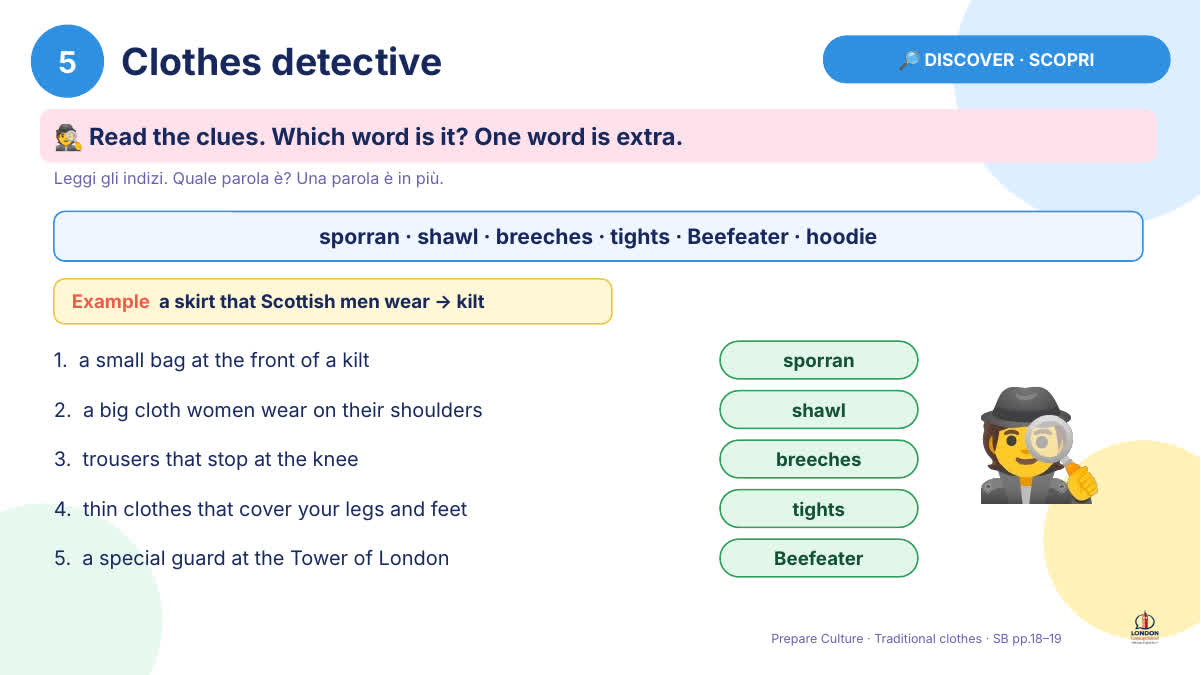 5
Clothes detective
DISCOVER · SCOPRI
Read the clues. Which word is it? One word is extra.
Leggi gli indizi. Quale parola è? Una parola è in più.
sporran · shawl · breeches · tights · Beefeater · hoodie
Example a skirt that Scottish men wear → kilt
1. a small bag at the front of a kilt
sporran
2. a big cloth women wear on their shoulders
shawl
3. trousers that stop at the knee
breeches
4. thin clothes that cover your legs and feet
tights
5. a special guard at the Tower of London
Beefeater
Prepare Culture · Traditional clothes · SB pp.18–19
LONDON